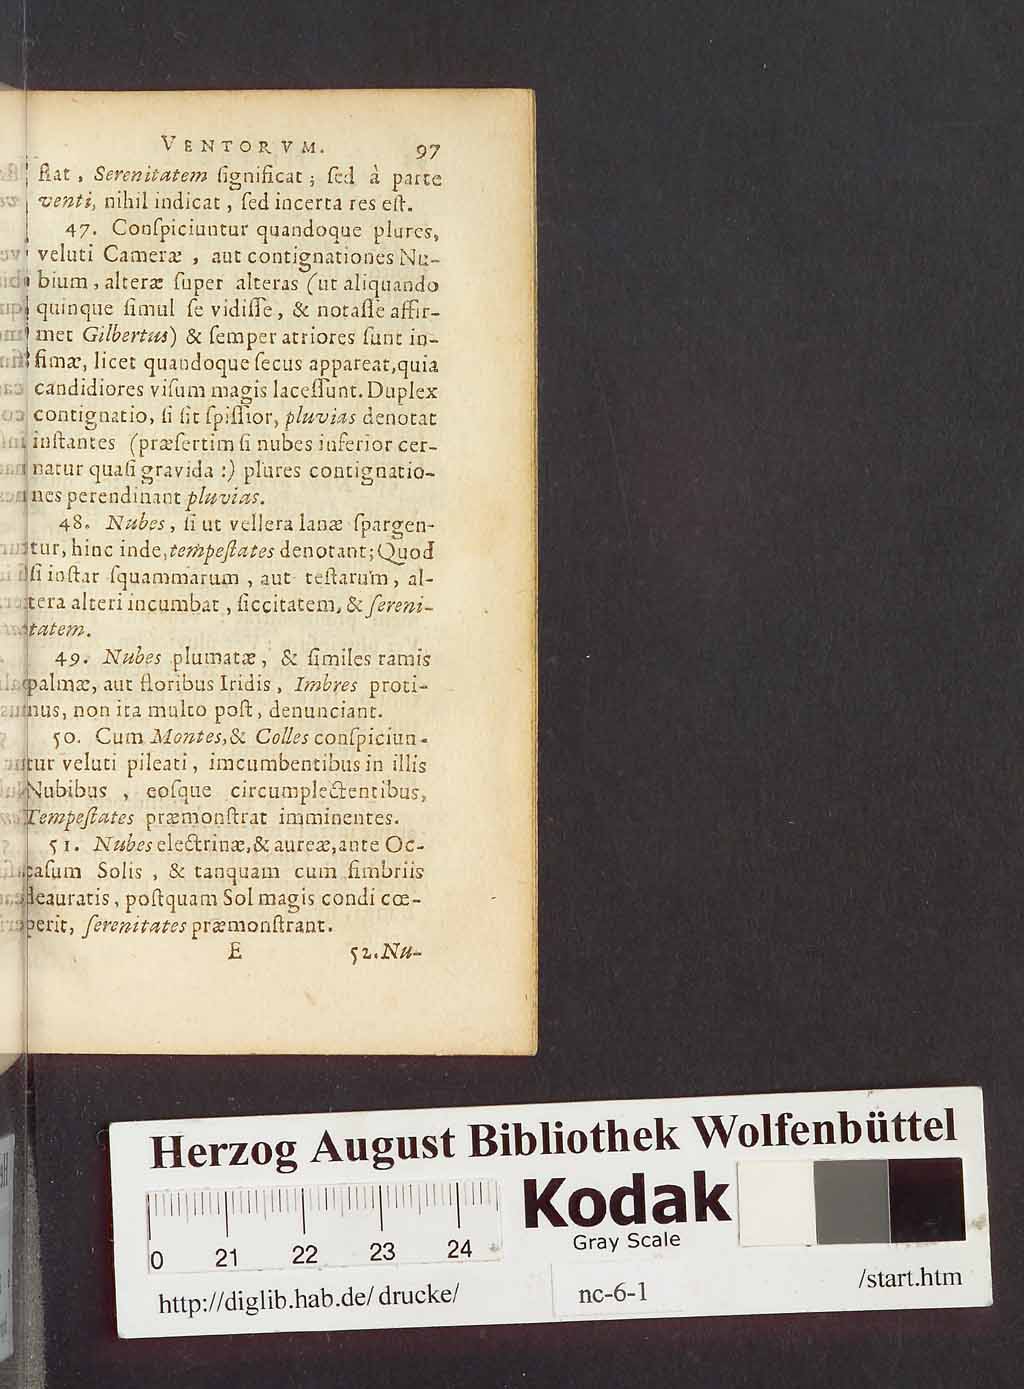 VENTORVM. 97
flat, Serenitatem ſignificat; ſed à parte
venti, nihil indicat, ſed incerta res eſt.
47. Conſpiciuntur quandoque plures,
veluti Cameræ, aut contignationes Nu-
bium, alteræ ſuper alteras (ut aliquando
quinque ſimul ſe vidiſſe, & notaſſe affir-
met Gilbertus) & ſemper atriores ſunt in-
fimæ, licet quandoque ſecus appareat, quia
candidiores viſum magis laceſſunt. Duplex
contignatio, ſi ſit ſpiſſior, pluvias denotat
inſtantes (præſertim ſi nubes inferior cer-
natur quaſi gravida:) plures contignatio-
nes perendinant pluvias.
48. Nubes, ſi ut vellera lanæ ſpargen-
tur, hinc inde, tempeſtates denotant; Quod
ſi inſtar ſquammarum, aut teſtarum, al-
tera alteri incumbat, ſiccitatem, & ſereni-
tatem.
49. Nubes plumatæ, & ſimiles ramis
palmæ, aut floribus Iridis, Imbres proti-
nus, non ita multo poſt, denunciant.
50. Cum Montes, & Colles conſpiciun-
tur veluti pileati, imcumbentibus in illis
Nubibus, eoſque circumplectentibus,
Tempeſtates præmonſtrat imminentes.
51. Nubes electrinæ, & aureæ, ante Oc-
caſum Solis, & tanquam cum fimbriis
deauratis, poſtquam Sol magis condi cœ-
perit, ſerenitates præmonſtrant.
E 52. Nu-
Herzog August Bibliothek Wolfenbüttel
Kodak
Gray Scale
0 21 22 23 24
http://diglib.hab.de/drucke/ nc-6-1 /start.htm